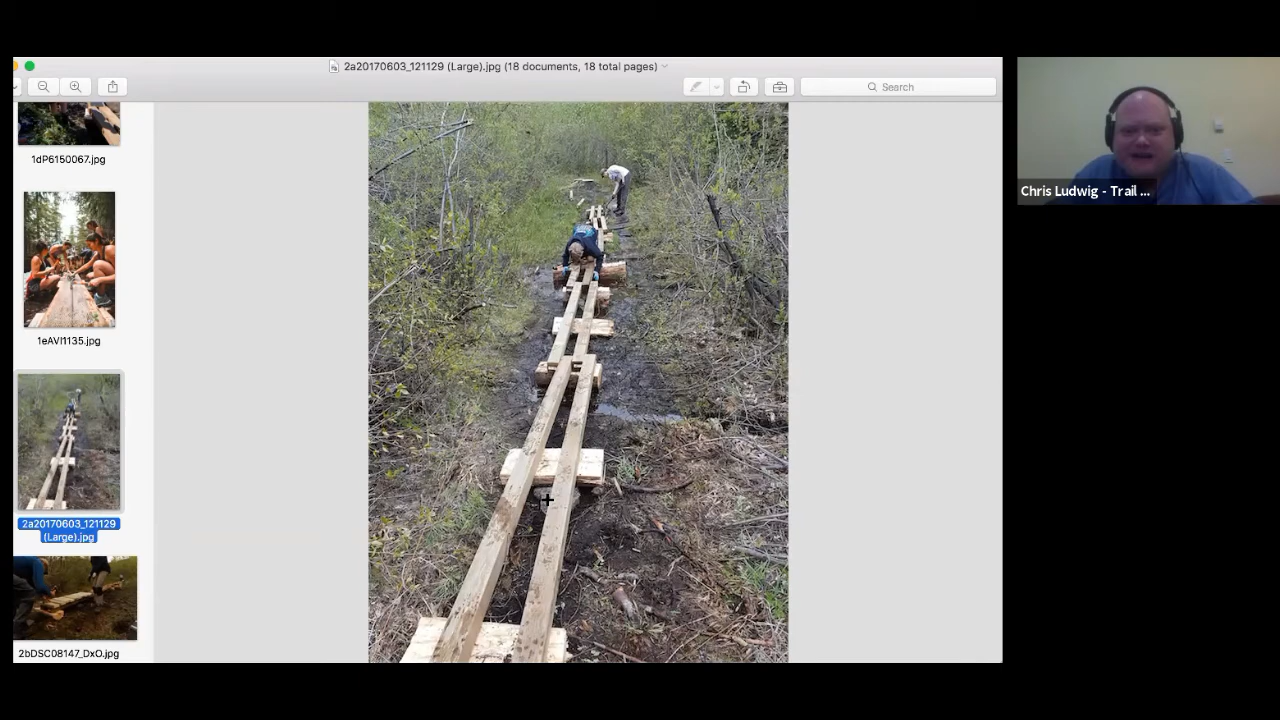 2a20170603_121129 (Large).jpg (18 documents, 18 total pages)
Search
1dP6150067.jpg
1eAVI1135.jpg
2a20170603_121129
(Large).jpg
2bDSC08147_DxO.jpg
Chris Ludwig - Trail ...